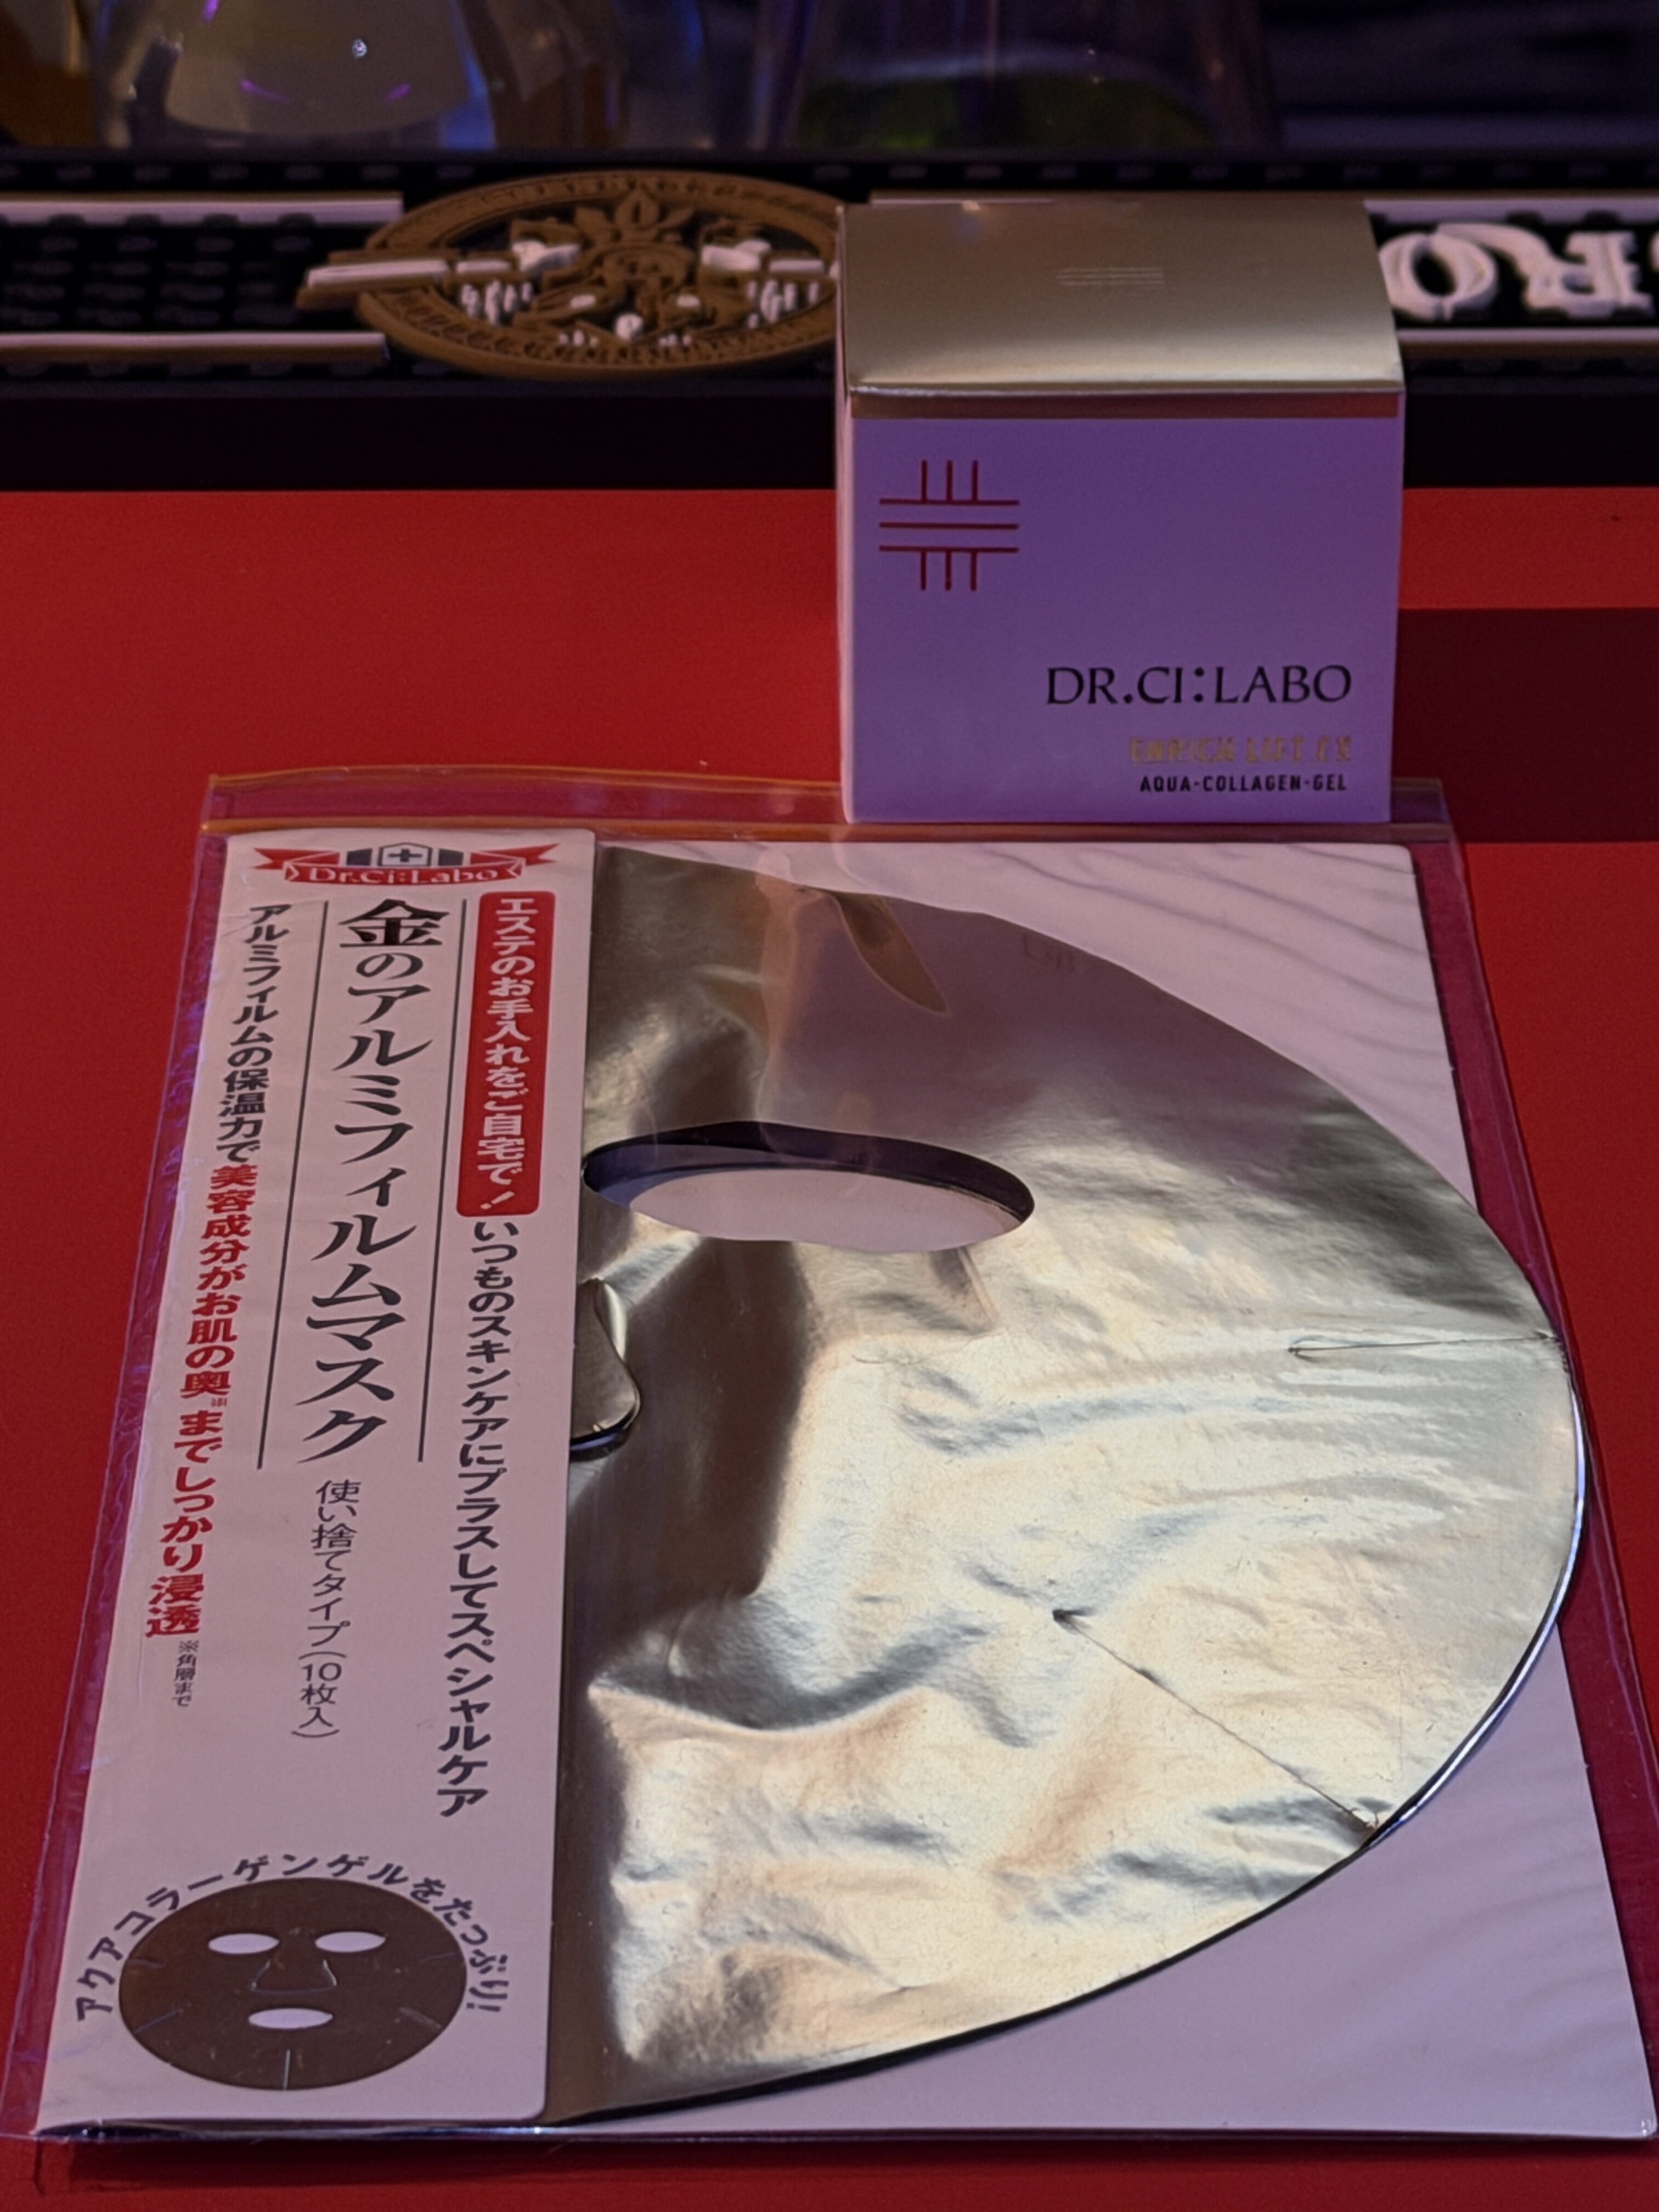 DR.CI:LABO
ENRICH LIFT EX
AQUA-COLLAGEN-GEL
Dr.Ci:Labo
エステのお手入れをご自宅で!いつものスキンケアにプラスしてスペシャルケア
金のアルミフィルムマスク 使い捨てタイプ(10枚入)
アルミフィルムの保温力で美容成分がお肌の奥※までしっかり浸透 ※角層まで
アクアコラーゲンゲルをたっぷり!